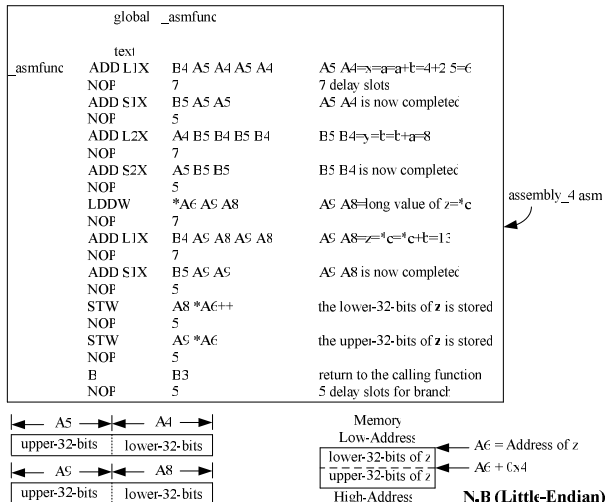 global _asmfunc
text
_asmfunc ADD L1X B4 A5 A4 A5 A4 A5 A4=x=a=a+b=4+2 5=6
NOP 7 7 delay slots
ADD S1X B5 A5 A5 A5 A4 is now completed
NOP 5
ADD L2X A4 B5 B4 B5 B4 B5 B4=y=b=b+a=8
NOP 7
ADD S2X A5 B5 B5 B5 B4 is now completed
NOP 5
LDDW *A6 A9 A8 A9 A8=long value of z=*c
NOP 7
ADD L1X B4 A9 A8 A9 A8 A9 A8=z=*c=*c+b=13
NOP 5
ADD S1X B5 A9 A9 A9 A8 is now completed
NOP 5
STW A8 *A6++ the lower-32-bits of z is stored
NOP 5
STW A9 *A6 the upper-32-bits of z is stored
NOP 5
B B3 return to the calling function
NOP 5 5 delay slots for branch
assembly_4 asm
A5 A4
upper-32-bits lower-32-bits
A9 A8
upper-32-bits lower-32-bits
Memory
Low-Address
lower-32-bits of z
upper-32-bits of z
High-Address
A6 = Address of z
A6 + 0x4
N.B (Little-Endian)